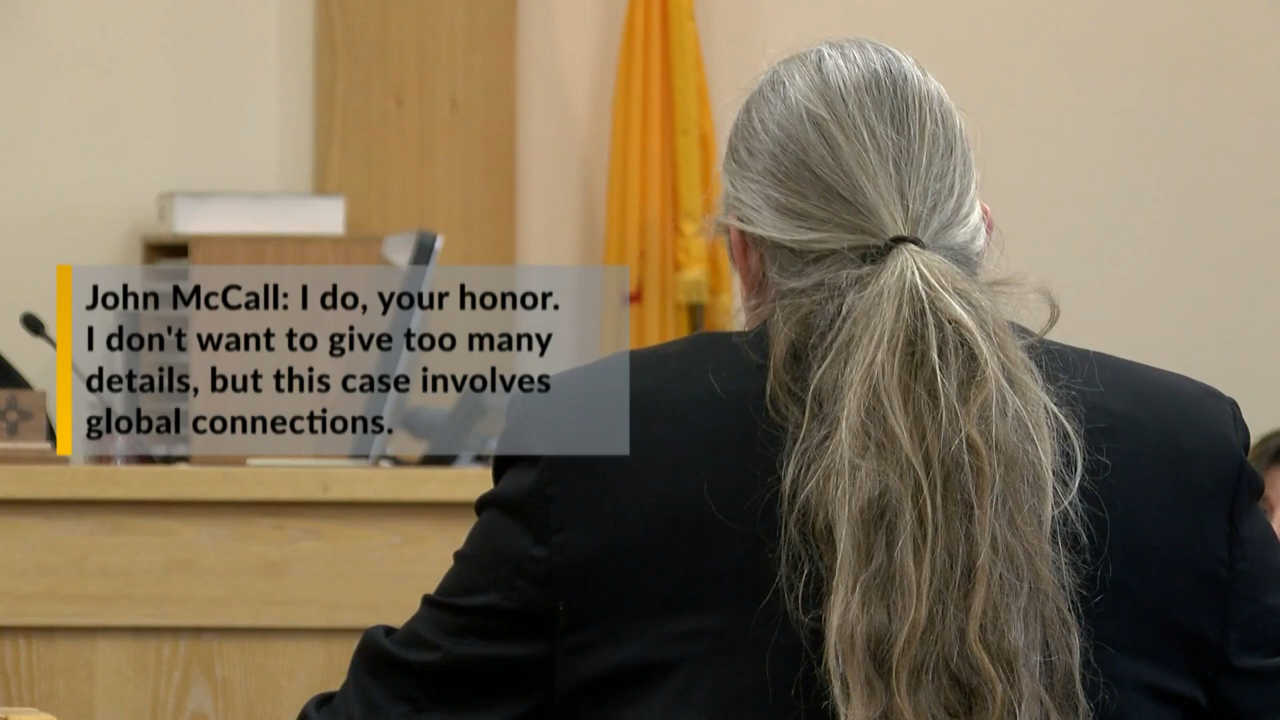 John McCall: I do, your honor.
I don't want to give too many
details, but this case involves
global connections.